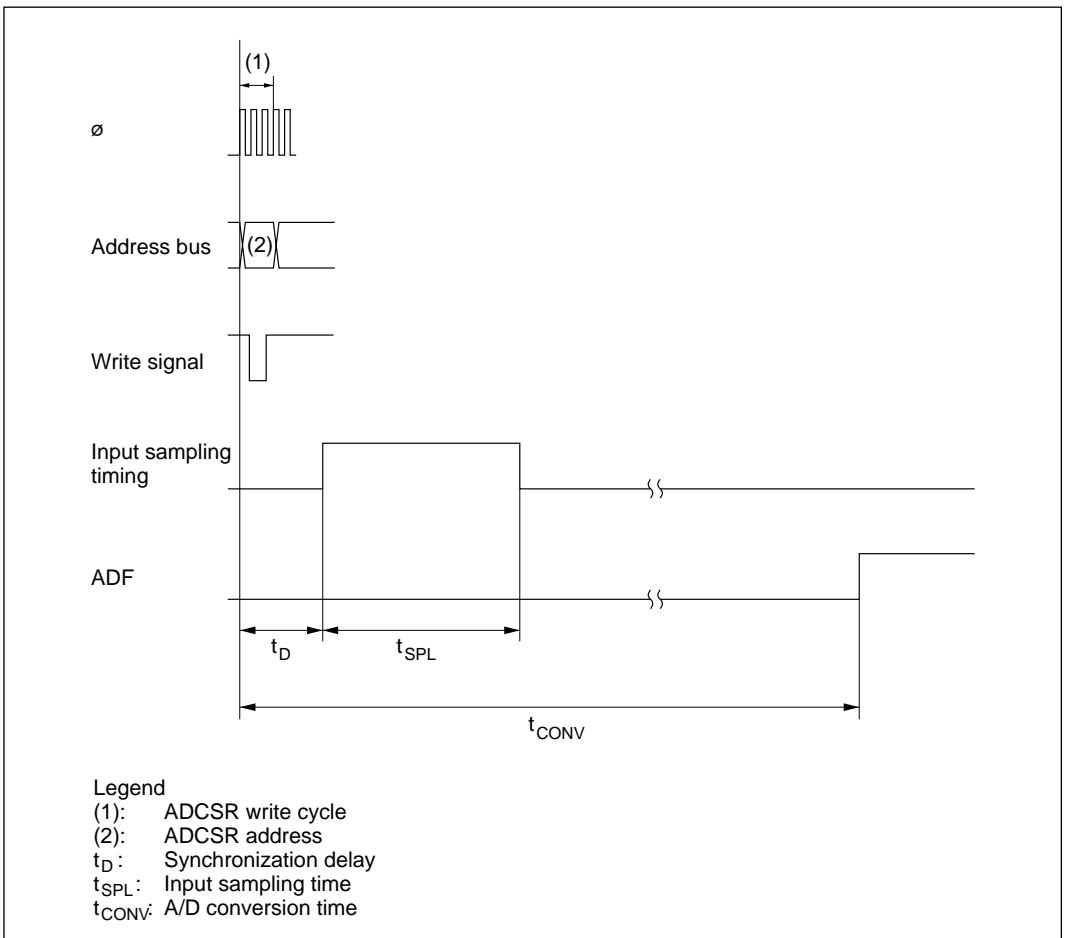 (1)
ø
Address bus
(2)
Write signal
Input sampling
timing
ADF
tD
tSPL
tCONV
Legend
(1): ADCSR write cycle
(2): ADCSR address
tD : Synchronization delay
tSPL : Input sampling time
tCONV: A/D conversion time